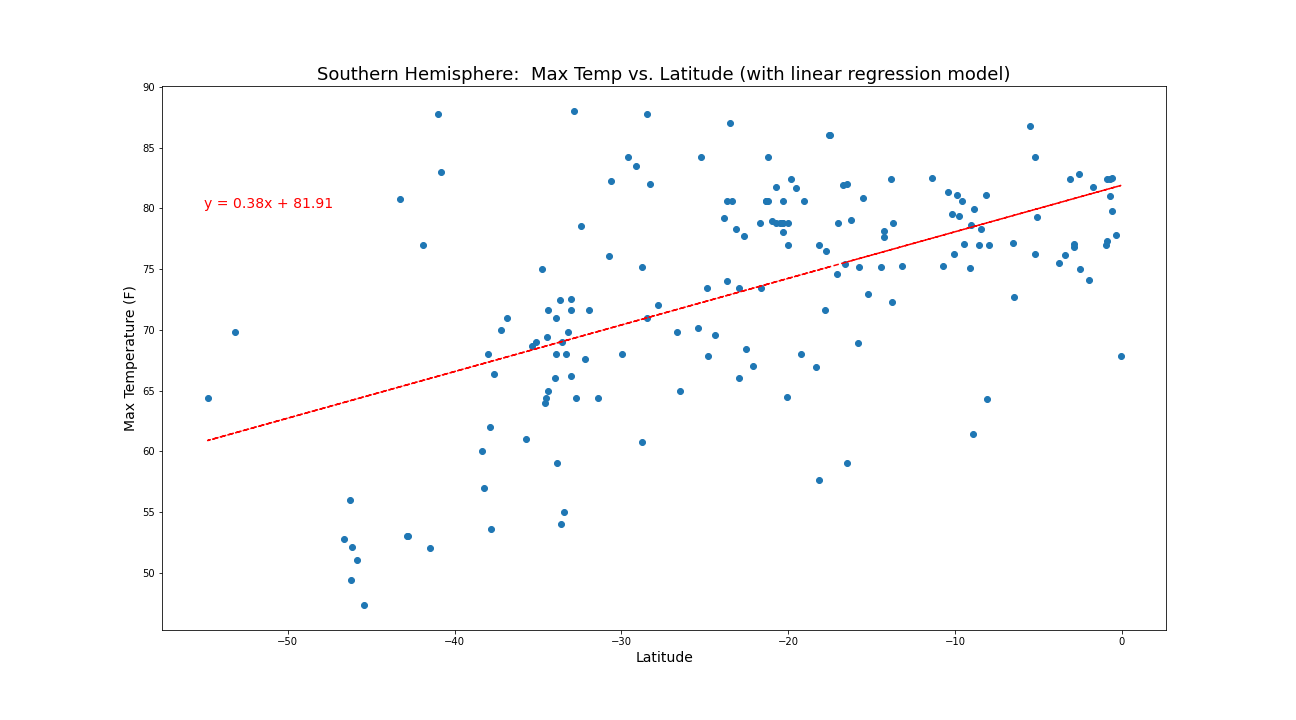 Southern Hemisphere:  Max Temp vs. Latitude (with linear regression model)
90
85
80
75
70
65
60
55
50
Max Temperature (F)
y = 0.38x + 81.91
−50 −40 −30 −20 −10 0
Latitude